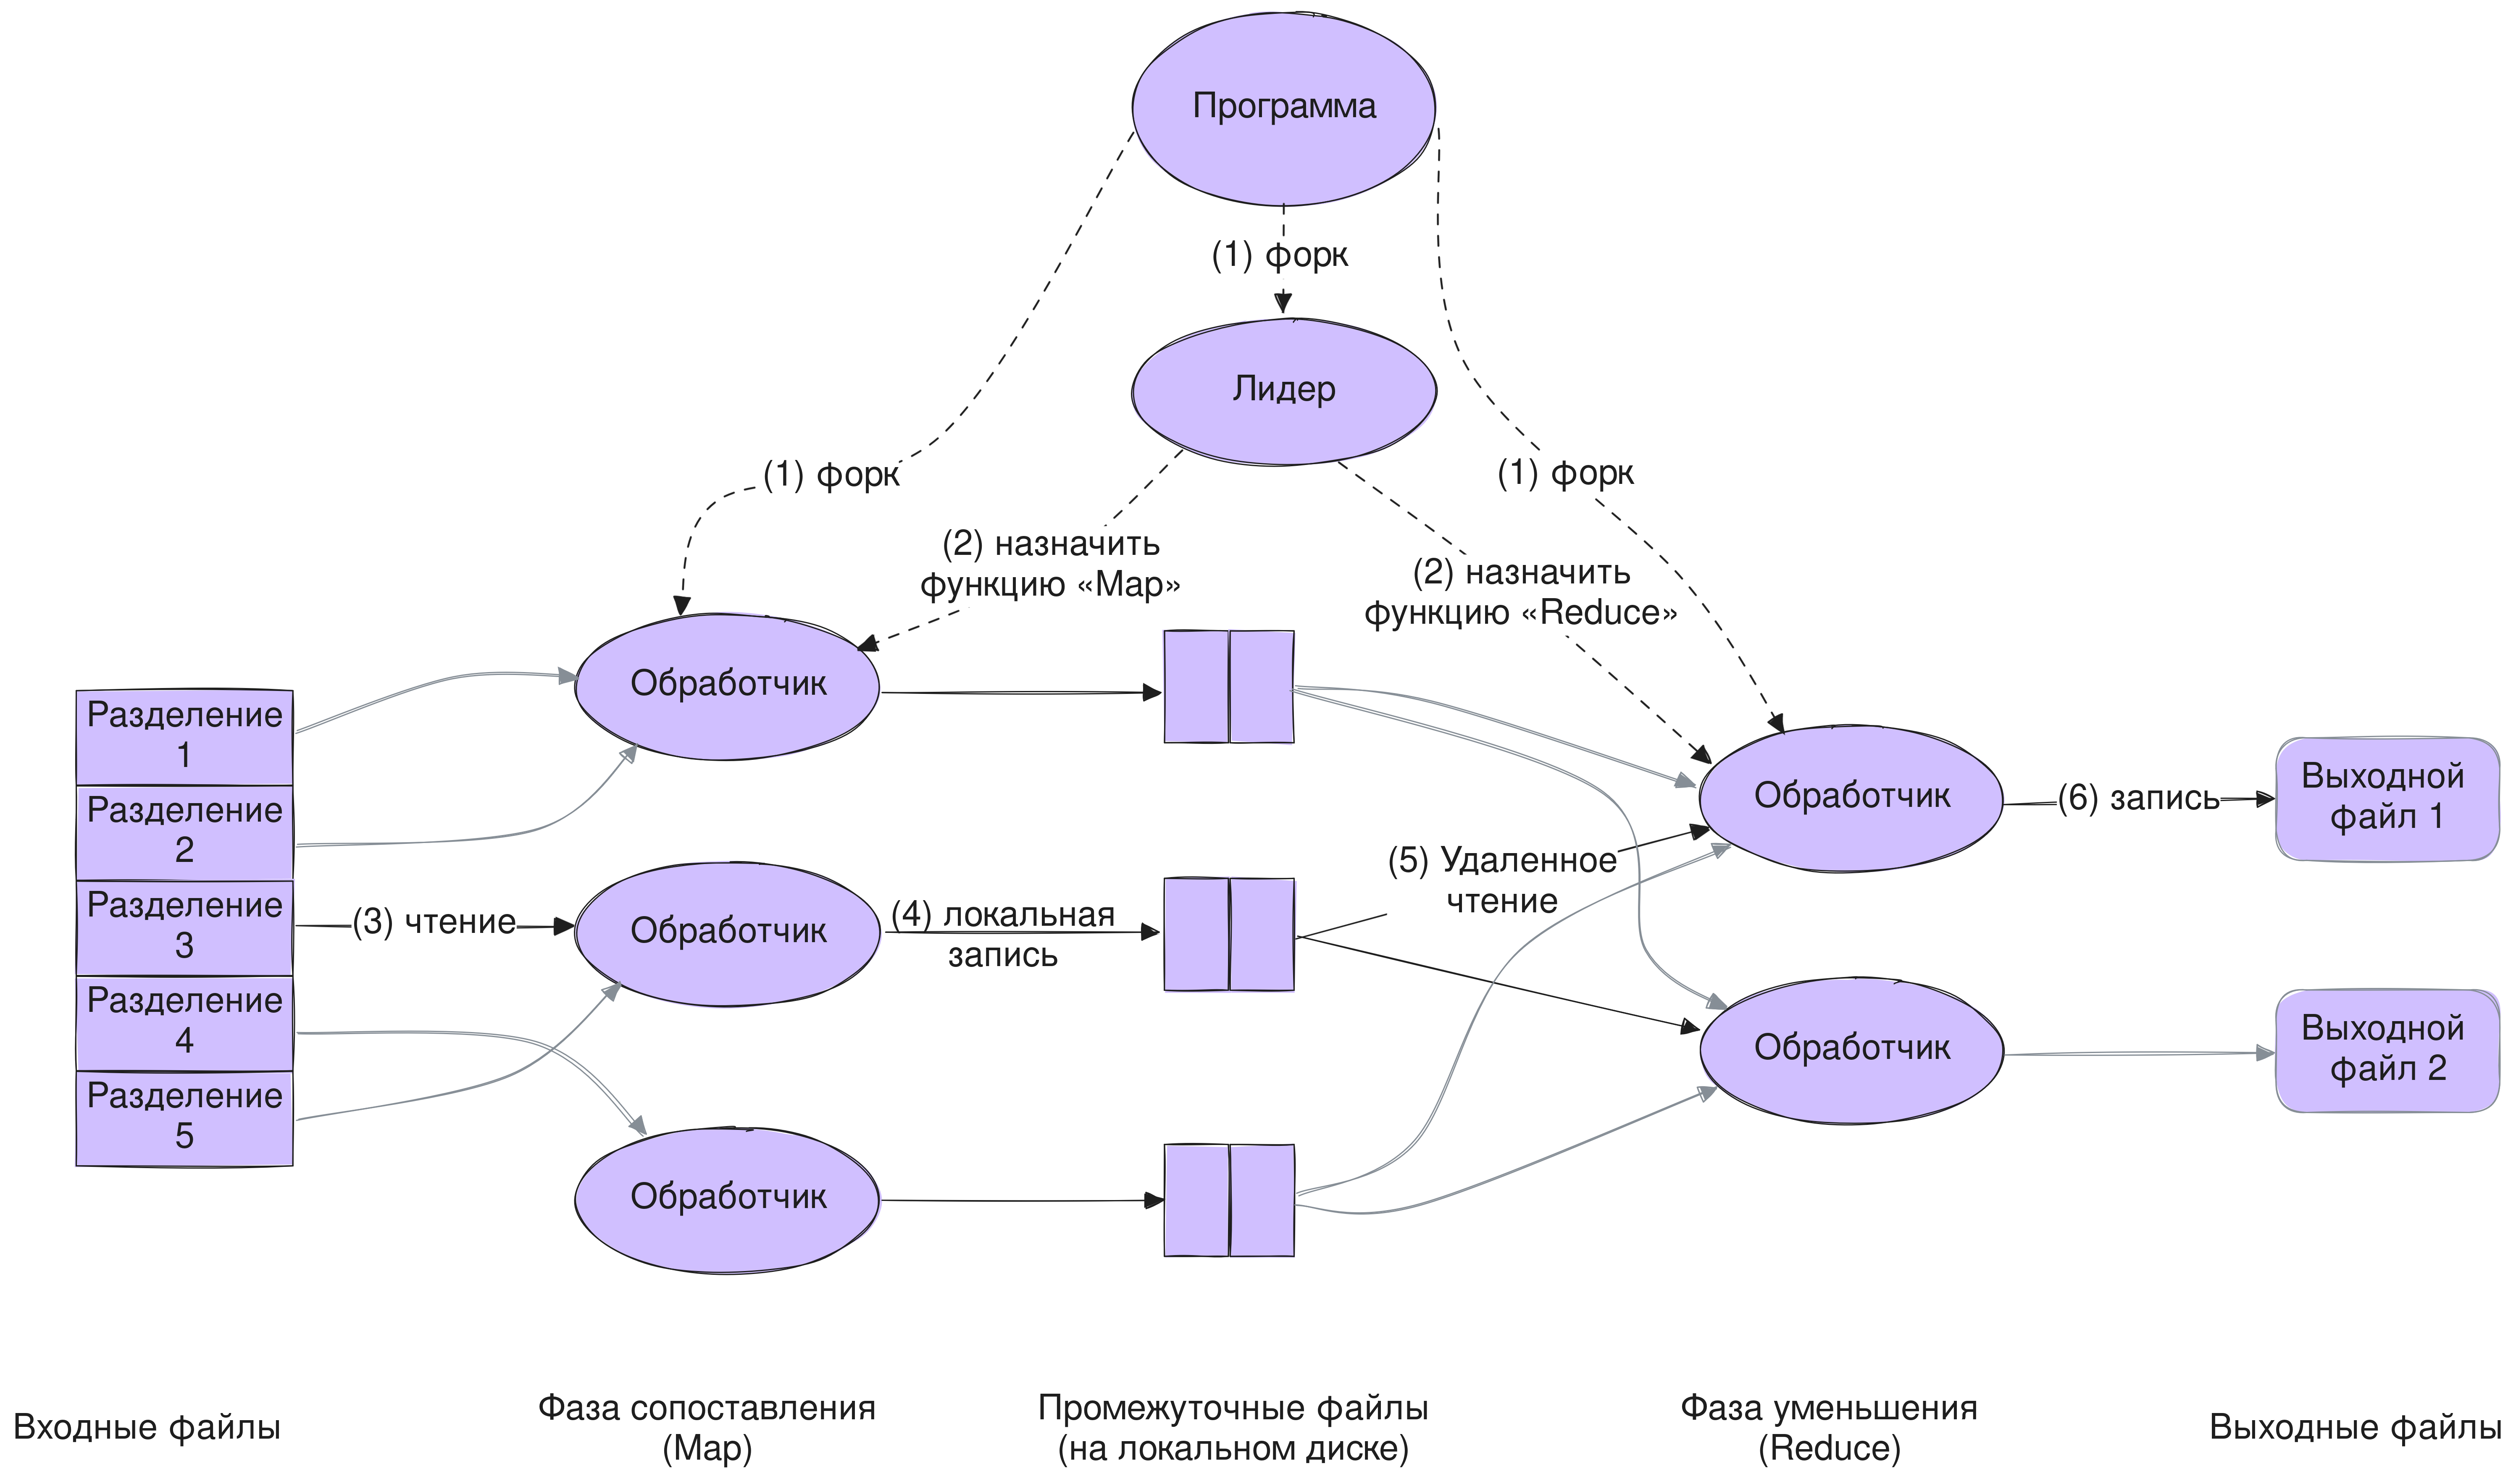 Программа
(1) форк
Лидер
(1) форк
(1) форк
(2) назначить
функцию «Map»
(2) назначить
функцию «Reduce»
Разделение
1
Разделение
2
Разделение
3
Разделение
4
Разделение
5
(3) чтение
Обработчик
Обработчик
Обработчик
(4) локальная
запись
(5) Удаленное
чтение
Обработчик
Обработчик
(6) запись
Выходной
файл 1
Выходной
файл 2
Входные файлы
Фаза сопоставления
(Map)
Промежуточные файлы
(на локальном диске)
Фаза уменьшения
(Reduce)
Выходные файлы